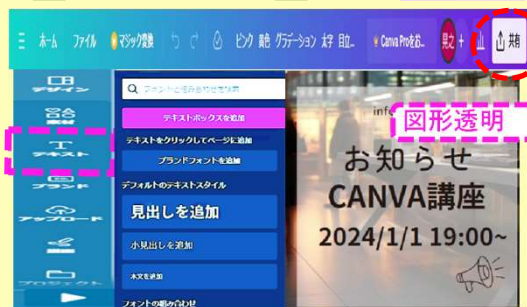 ホーム ファイル マジック変換 ピンク 黄色 グラデーション 太字 目立... Canva Proをお... 晃之 + 共有
デザイン
素材
テキスト
ブランド
アップロード
プロジェクト
テキストボックスを追加
テキストをクリックしてページに追加
ブランドフォントを追加
デフォルトのテキストスタイル
見出しを追加
小見出しを追加
本文を追加
フォントの組み合わせ
図形透明
お知らせ
CANVA講座
2024/1/1 19:00~